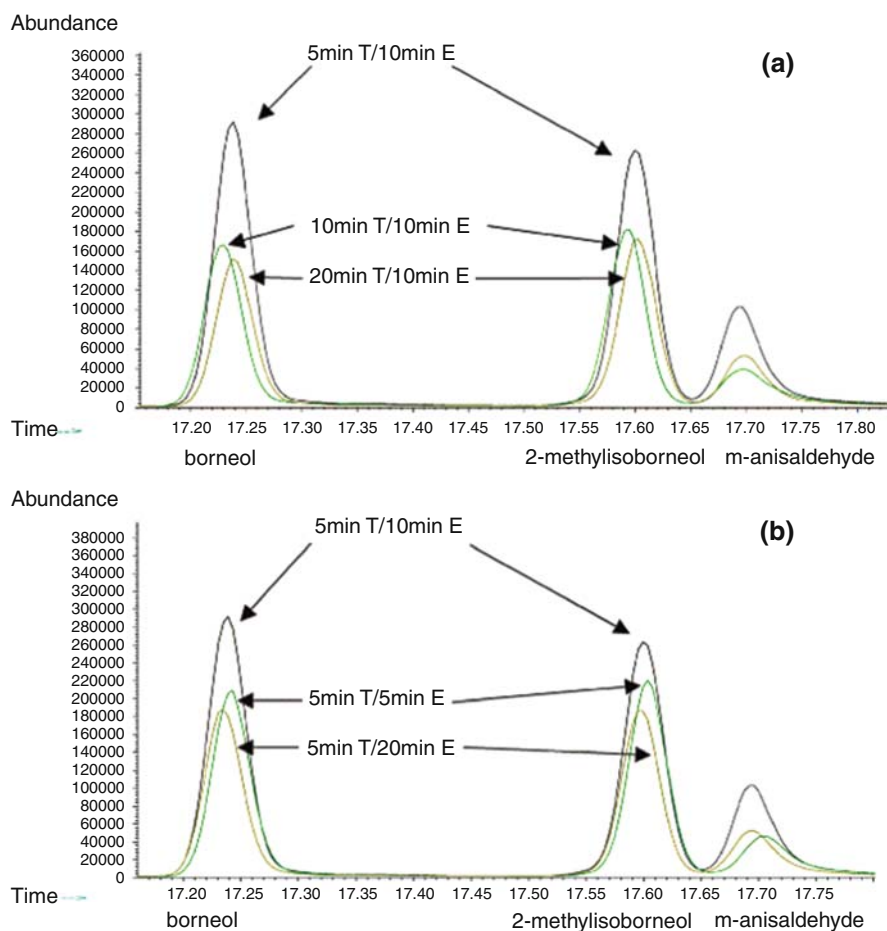 Abundance
(a)
5min T/10min E
360000
340000
320000
300000
280000
260000
240000
220000
200000
180000
160000
140000
120000
100000
80000
60000
40000
20000
0
10min T/10min E
20min T/10min E
Time
17.20 17.25 17.30 17.35 17.40 17.45 17.50 17.55 17.60 17.65 17.70 17.75 17.80
borneol 2-methylisoborneol m-anisaldehyde
Abundance
(b)
5min T/10min E
380000
360000
340000
320000
300000
280000
260000
240000
220000
200000
180000
160000
140000
120000
100000
80000
60000
40000
20000
0
5min T/5min E
5min T/20min E
Time
17.20 17.25 17.30 17.35 17.40 17.45 17.50 17.55 17.60 17.65 17.70 17.75
borneol 2-methylisoborneol m-anisaldehyde